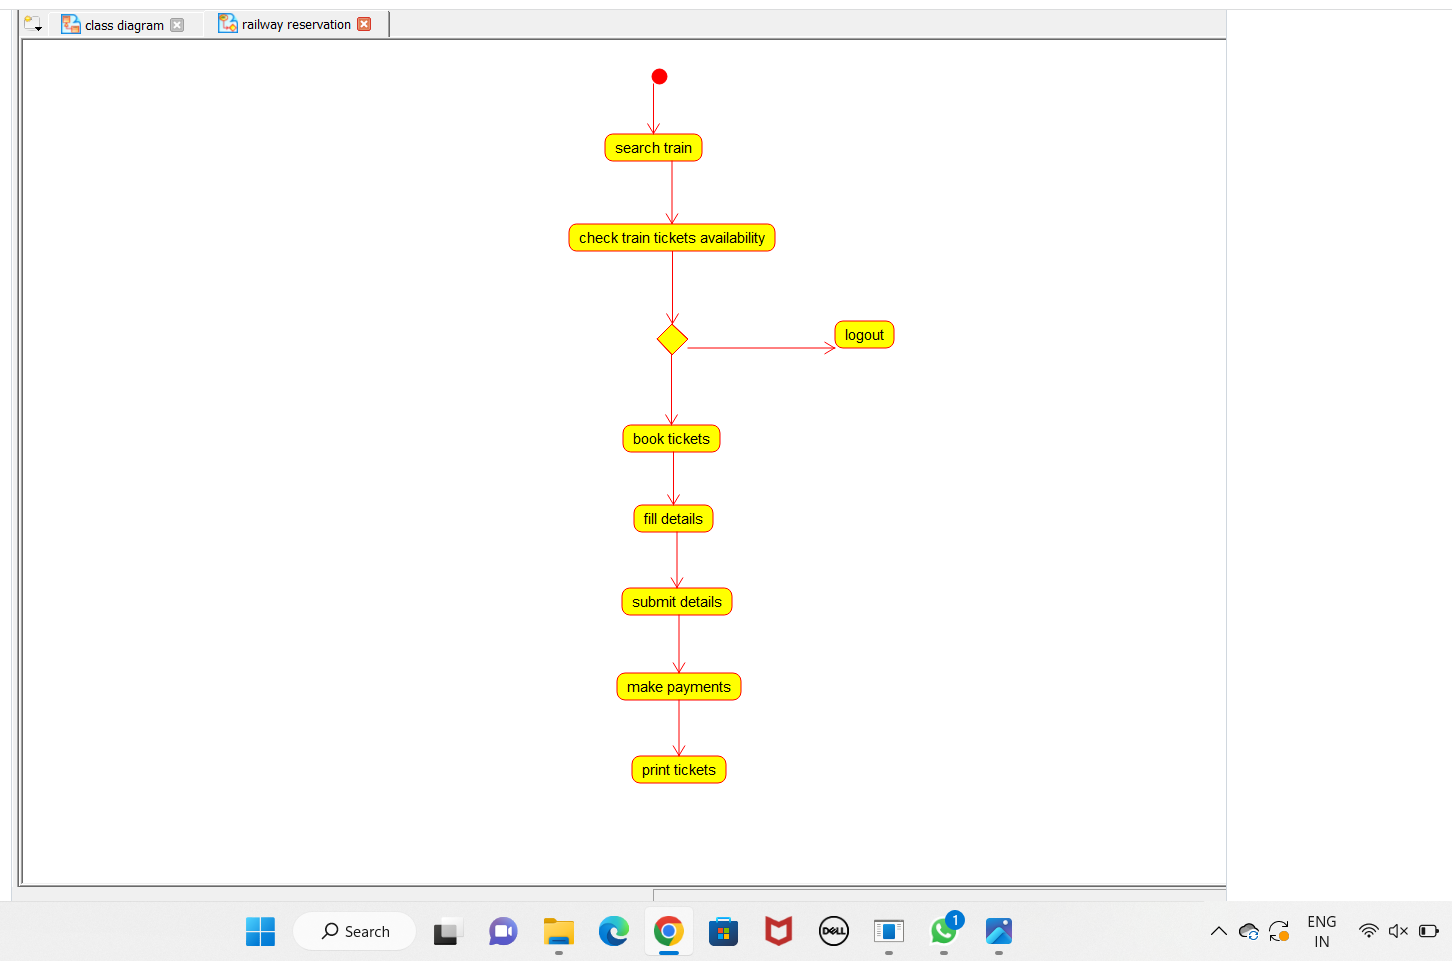 class diagram
railway reservation
search train
check train tickets availability
logout
book tickets
fill details
submit details
make payments
print tickets
Search
DELL
1
ENG
IN